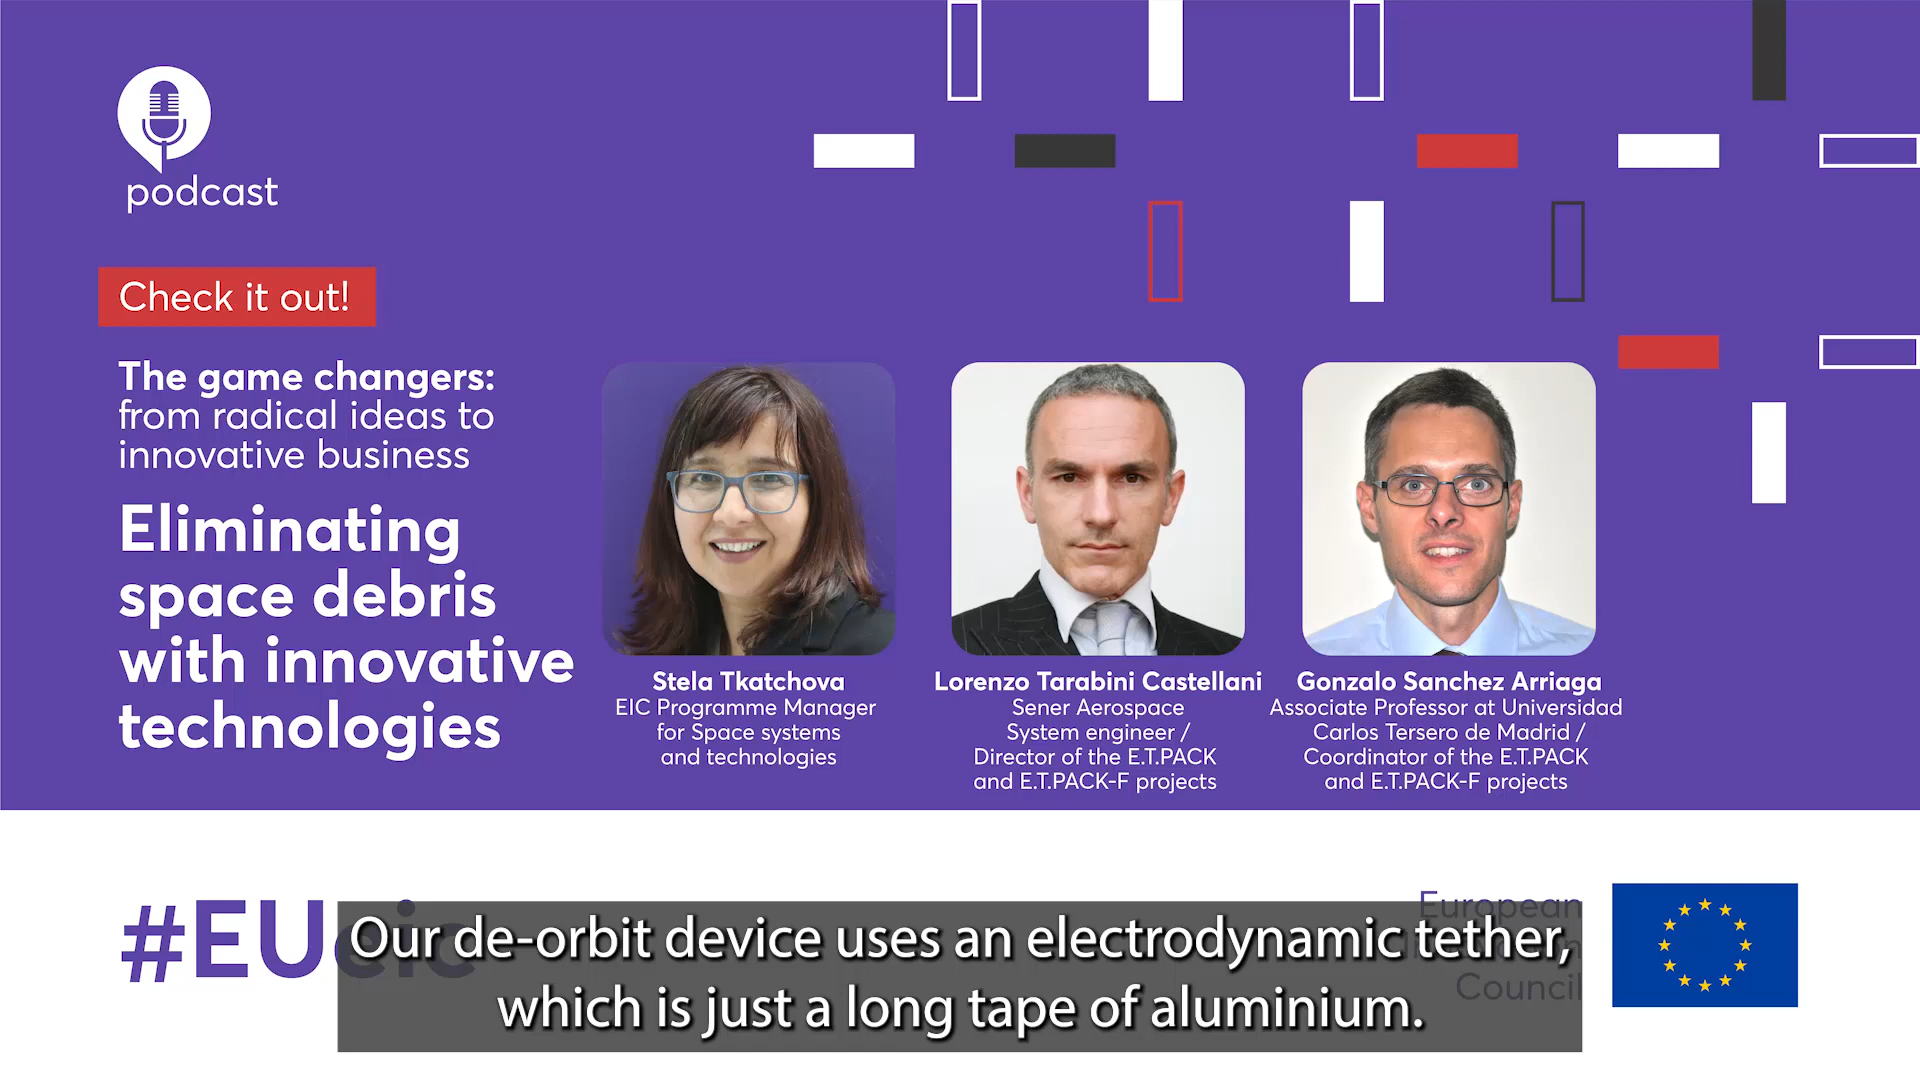 podcast
Check it out!
The game changers:
from radical ideas to
innovative business
Eliminating
space debris
with innovative
technologies
Stela Tkatchova
EIC Programme Manager
for Space systems
and technologies
Lorenzo Tarabini Castellani
Sener Aerospace
System engineer /
Director of the E.T.PACK
and E.T.PACK-F projects
Gonzalo Sanchez Arriaga
Associate Professor at Universidad
Carlos Tersero de Madrid /
Coordinator of the E.T.PACK
and E.T.PACK-F projects
#EUeic
European
Council
Our de-orbit device uses an electrodynamic tether,
which is just a long tape of aluminium.